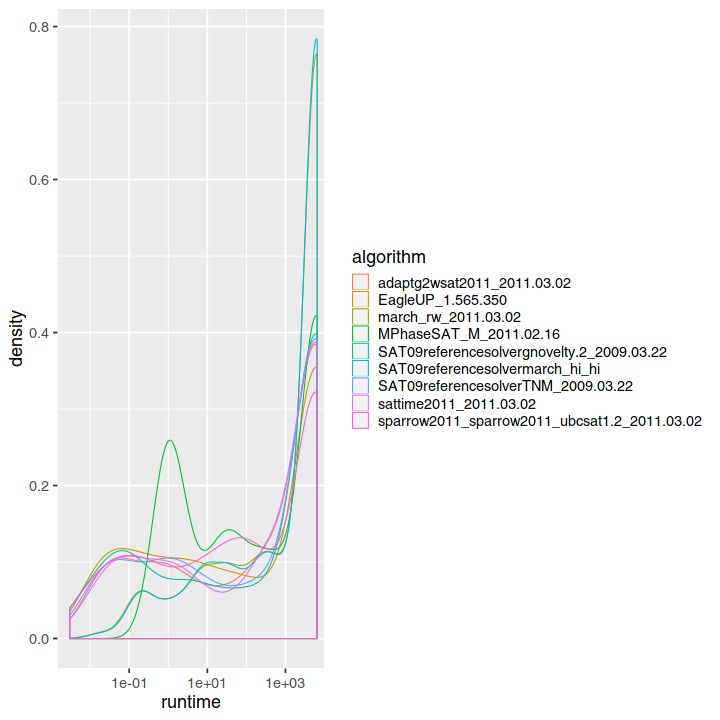 0.8
0.6
0.4
0.2
0.0
density
1e-01 1e+01 1e+03
runtime
algorithm
adaptg2wsat2011_2011.03.02
EagleUP_1.565.350
march_rw_2011.03.02
MPhaseSAT_M_2011.02.16
SAT09referencesolvergnovelty.2_2009.03.22
SAT09referencesolvermarch_hi_hi
SAT09referencesolverTNM_2009.03.22
sattime2011_2011.03.02
sparrow2011_sparrow2011_ubcsat1.2_2011.03.02